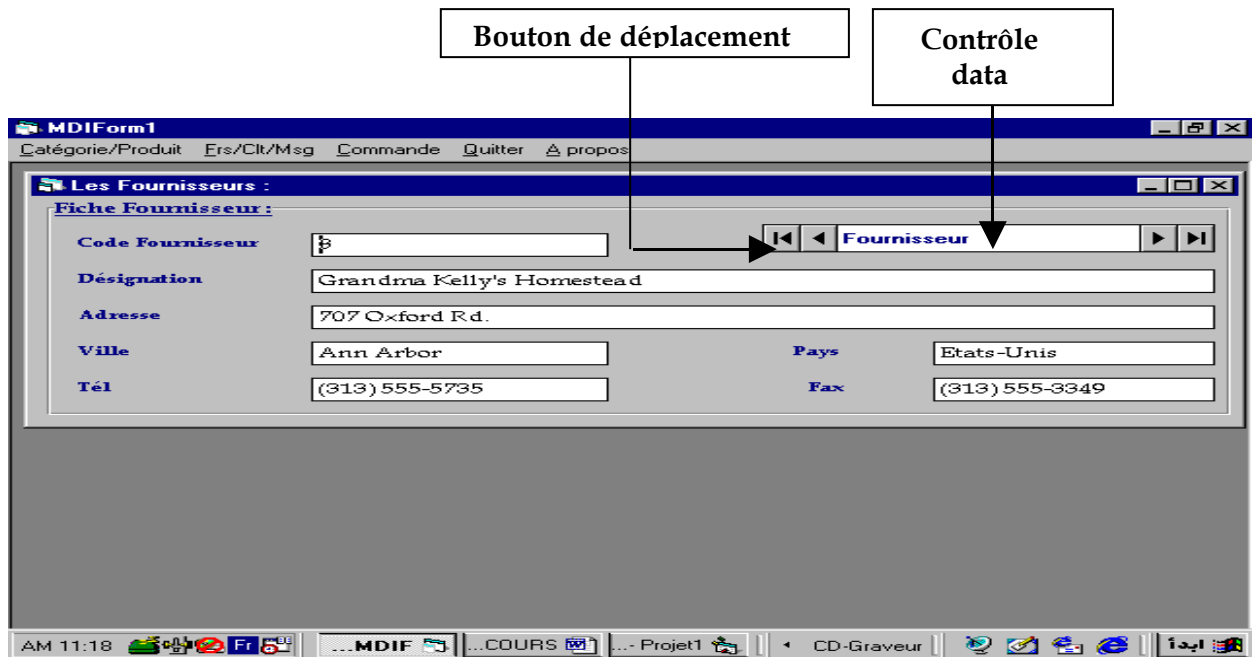 Bouton de déplacement
Contrôle
data
MDIForm1
Catégorie/Produit Frs/Clt/Msg Commande Quitter A propos
Les Fournisseurs :
Fiche Fournisseur :
Code Fournisseur
Fournisseur
Désignation Grandma Kelly's Homestead
Adresse 707 Oxford Rd.
Ville Ann Arbor Pays Etats-Unis
Tél (313) 555-5735 Fax (313) 555-3349
AM 11:18 Fr ...MDIF ...COURS ...- Projet1 CD-Graveur ابدأ